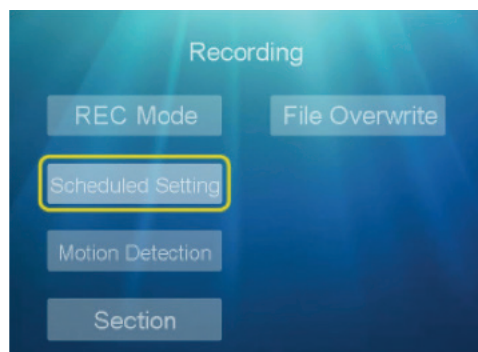 Recording
REC Mode
File Overwrite
Scheduled Setting
Motion Detection
Section